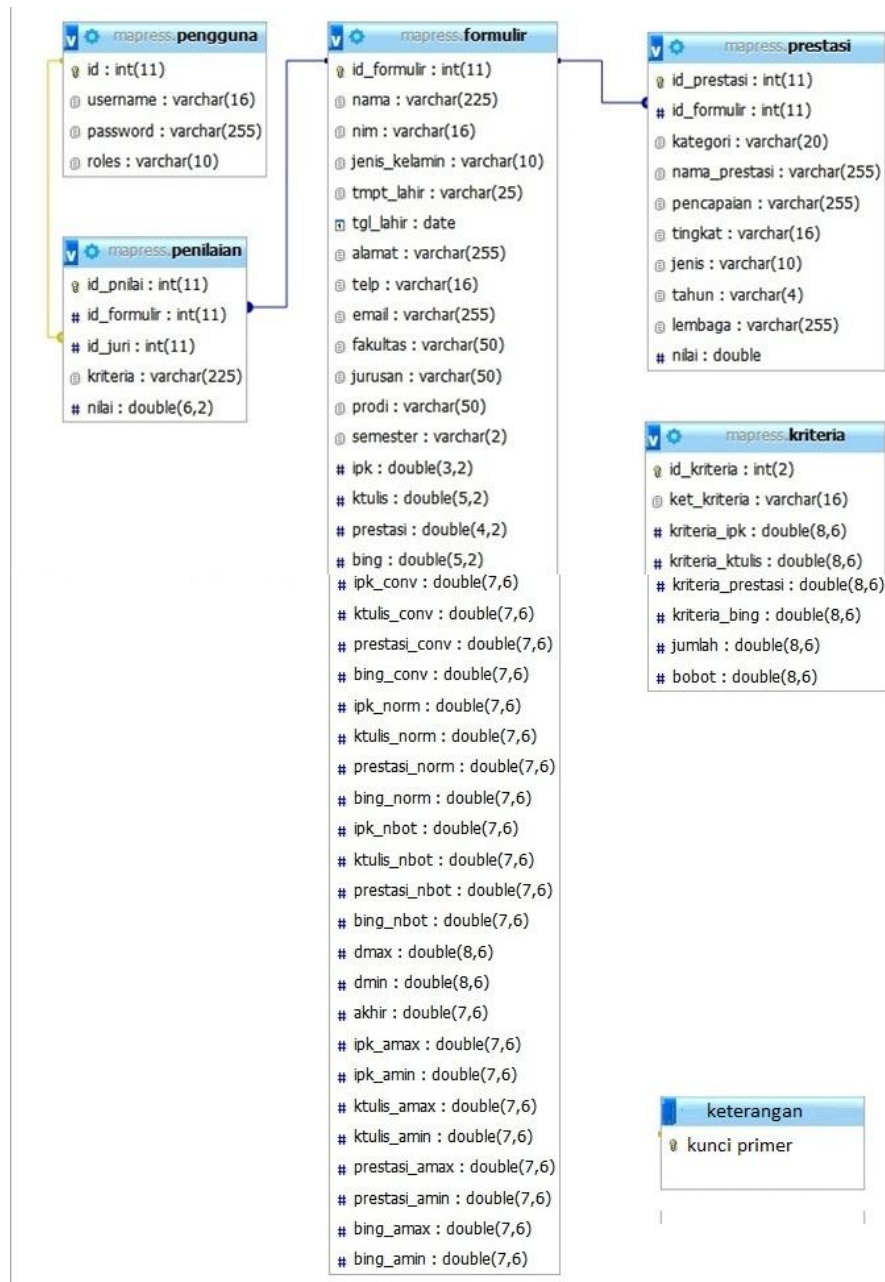 mapress.pengguna
id : int(11)
username : varchar(16)
password : varchar(255)
roles : varchar(10)
mapress.penilaian
id_pnilai : int(11)
# id_formulir : int(11)
# id_juri : int(11)
kriteria : varchar(225)
# nilai : double(6,2)
mapress.formulir
id_formulir : int(11)
nama : varchar(225)
nim : varchar(16)
jenis_kelamin : varchar(10)
tmpt_lahir : varchar(25)
tgl_lahir : date
alamat : varchar(255)
telp : varchar(16)
email : varchar(255)
fakultas : varchar(50)
jurusan : varchar(50)
prodi : varchar(50)
semester : varchar(2)
# ipk : double(3,2)
# ktulis : double(5,2)
# prestasi : double(4,2)
# bing : double(5,2)
# ipk_conv : double(7,6)
# ktulis_conv : double(7,6)
# prestasi_conv : double(7,6)
# bing_conv : double(7,6)
# ipk_norm : double(7,6)
# ktulis_norm : double(7,6)
# prestasi_norm : double(7,6)
# bing_norm : double(7,6)
# ipk_nbot : double(7,6)
# ktulis_nbot : double(7,6)
# prestasi_nbot : double(7,6)
# bing_nbot : double(7,6)
# dmax : double(8,6)
# dmin : double(8,6)
# akhir : double(7,6)
# ipk_amax : double(7,6)
# ipk_amin : double(7,6)
# ktulis_amax : double(7,6)
# ktulis_amin : double(7,6)
# prestasi_amax : double(7,6)
# prestasi_amin : double(7,6)
# bing_amax : double(7,6)
# bing_amin : double(7,6)
mapress.prestasi
id_prestasi : int(11)
# id_formulir : int(11)
kategori : varchar(20)
nama_prestasi : varchar(255)
pencapaian : varchar(255)
tingkat : varchar(16)
jenis : varchar(10)
tahun : varchar(4)
lembaga : varchar(255)
# nilai : double
mapress.kriteria
id_kriteria : int(2)
ket_kriteria : varchar(16)
# kriteria_ipk : double(8,6)
# kriteria_ktulis : double(8,6)
# kriteria_prestasi : double(8,6)
# kriteria_bing : double(8,6)
# jumlah : double(8,6)
# bobot : double(8,6)
keterangan
kunci primer